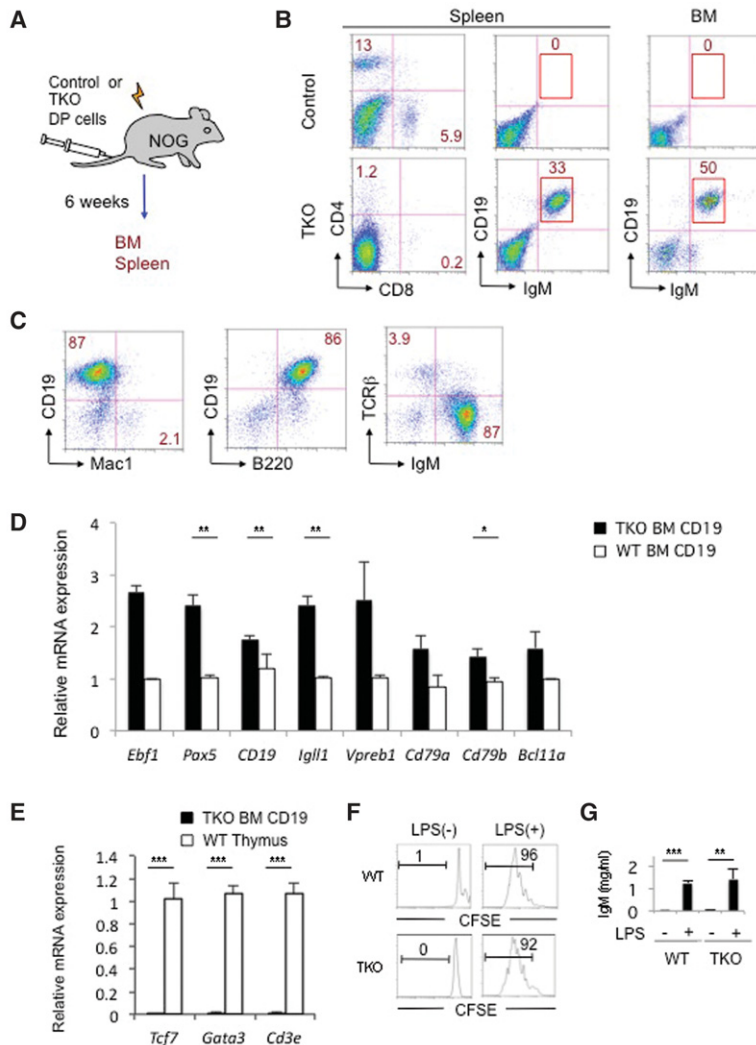 A
Control or
TKO
DP cells
NOG
6 weeks
BM
Spleen
B
Spleen
BM
Control
13
5.9
0
0
TKO
1.2
0.2
33
50
CD4
CD8
CD19
IgM
CD19
IgM
C
87
2.1
CD19
Mac1
86
CD19
B220
3.9
87
TCRβ
IgM
D
Relative mRNA expression
4
3
2
1
0
** ** ** *
TKO BM CD19
WT BM CD19
Ebf1 Pax5 CD19 Igll1 Vpreb1 Cd79a Cd79b Bcl11a
E
TKO BM CD19
WT Thymus
Relative mRNA expression
1.4
1.2
1
0.8
0.6
0.4
0.2
0
*** *** ***
Tcf7 Gata3 Cd3e
F
LPS(-) LPS(+)
WT
1
96
CFSE
TKO
0
92
CFSE
G
IgM (mg/ml)
2
1
0
*** **
LPS - + - +
WT TKO